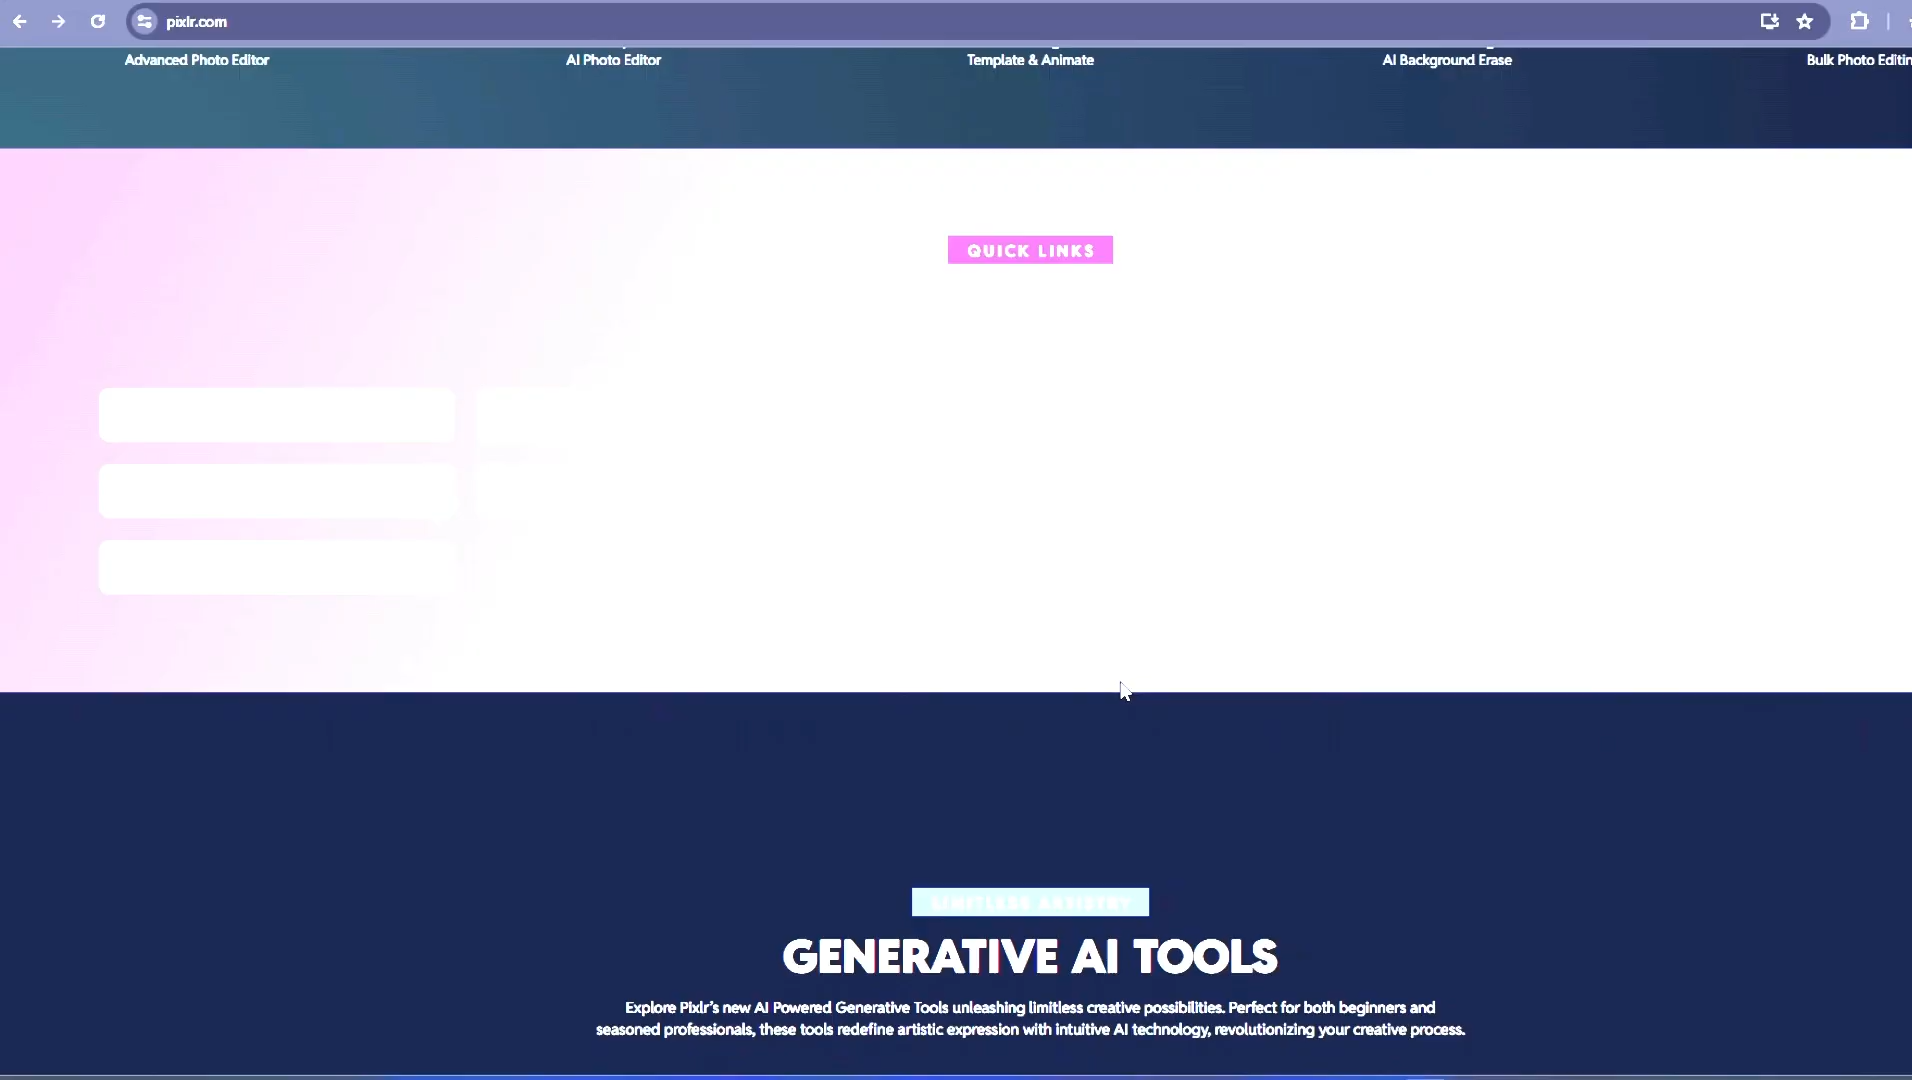 pixlr.com
Advanced Photo Editor
AI Photo Editor
Template & Animate
AI Background Erase
Bulk Photo Editin
QUICK LINKS
LIMITLESS ARTISTRY
GENERATIVE AI TOOLS
Explore Pixlr's new AI Powered Generative Tools unleashing limitless creative possibilities. Perfect for both beginners and
seasoned professionals, these tools redefine artistic expression with intuitive AI technology, revolutionizing your creative process.